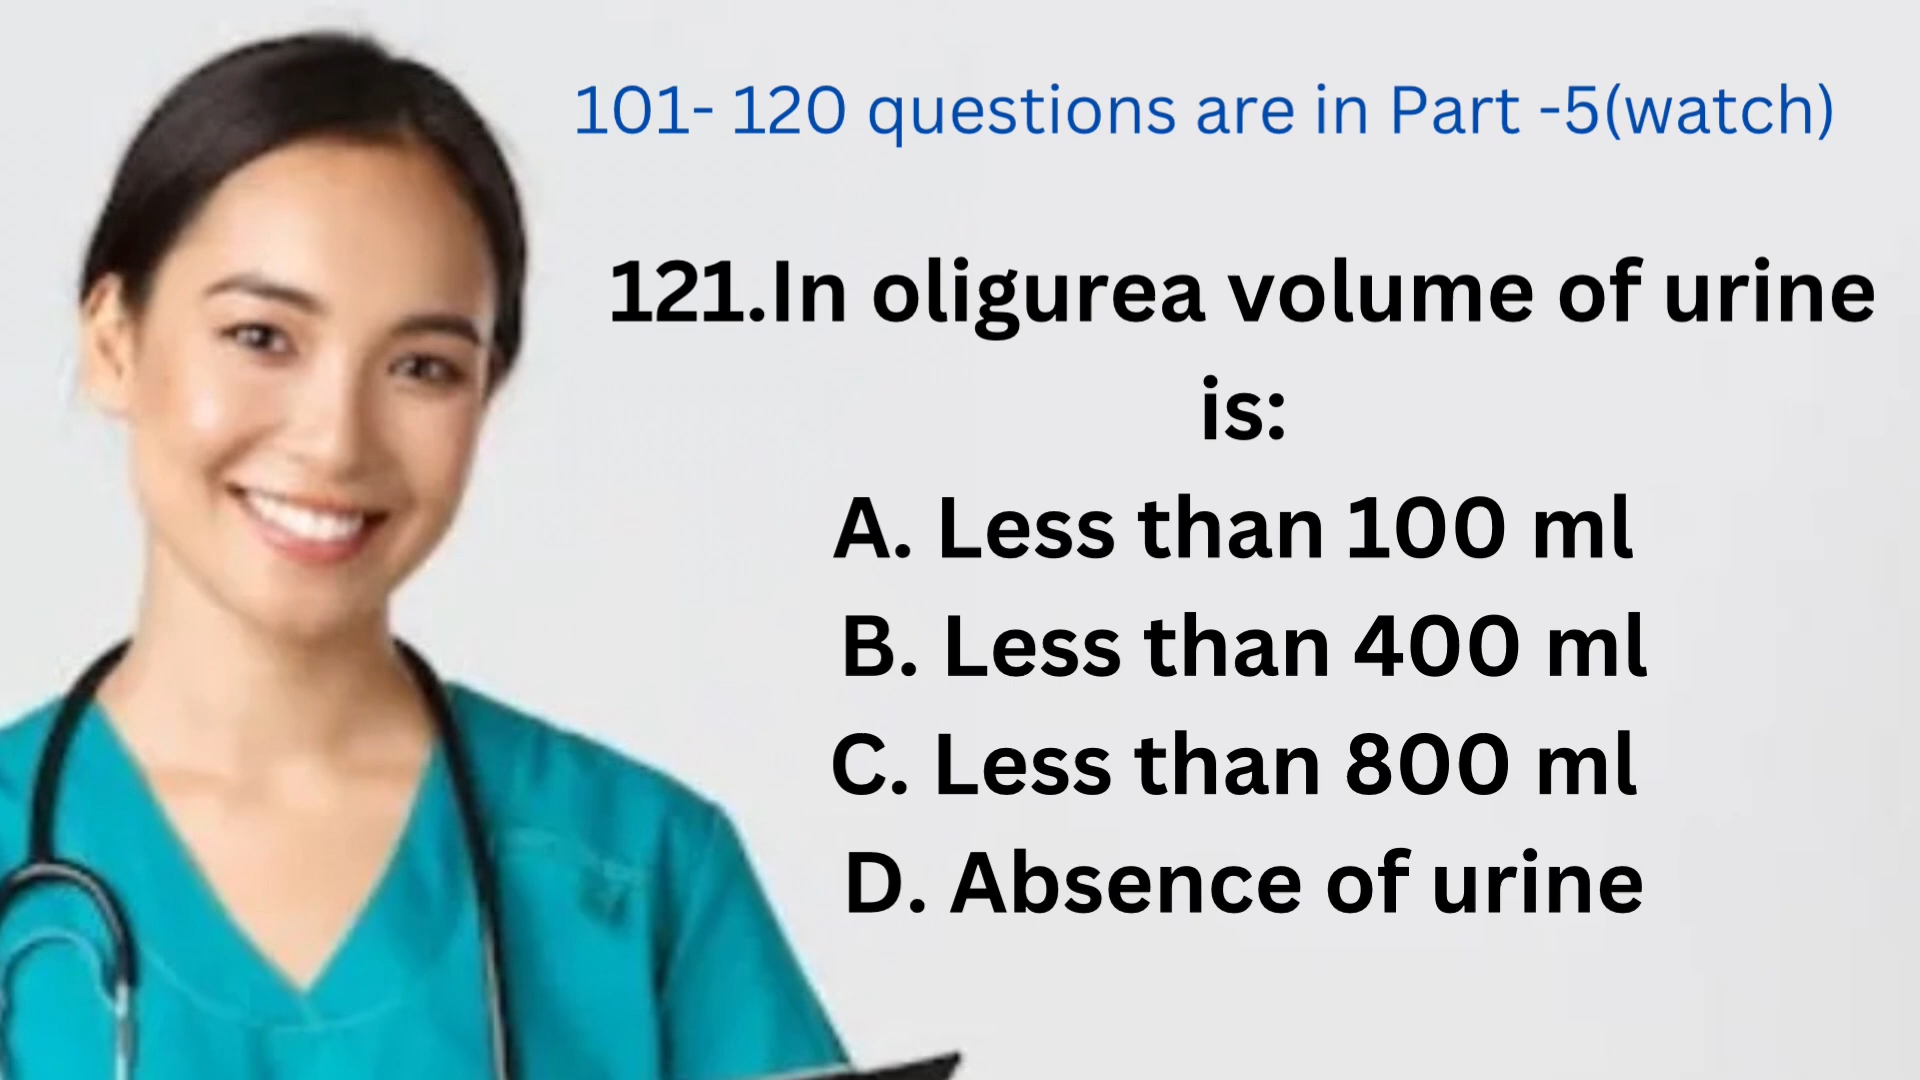 101- 120 questions are in Part -5(watch)
121.In oligurea volume of urine
is:
A. Less than 100 ml
B. Less than 400 ml
C. Less than 800 ml
D. Absence of urine